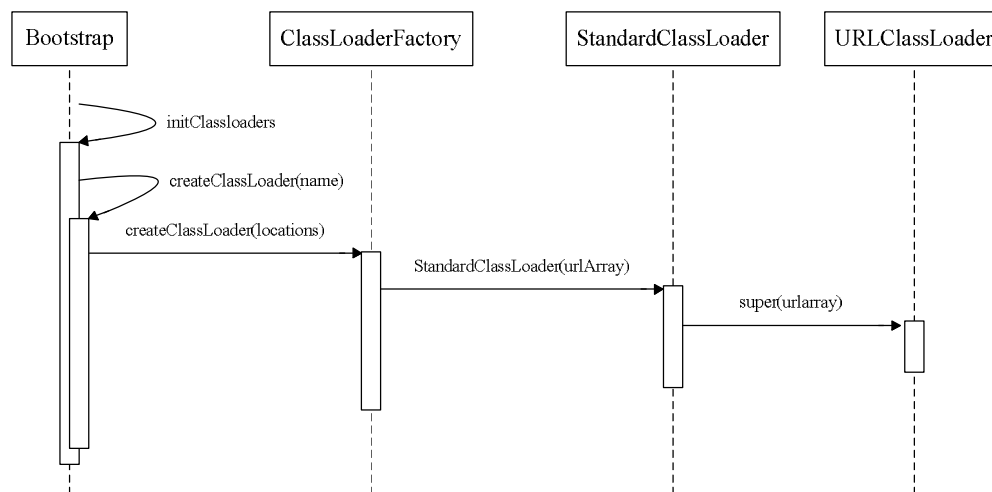 Bootstrap
ClassLoaderFactory
StandardClassLoader
URLClassLoader
initClassloaders
createClassLoader(name)
createClassLoader(locations)
StandardClassLoader(urlArray)
super(urlarray)